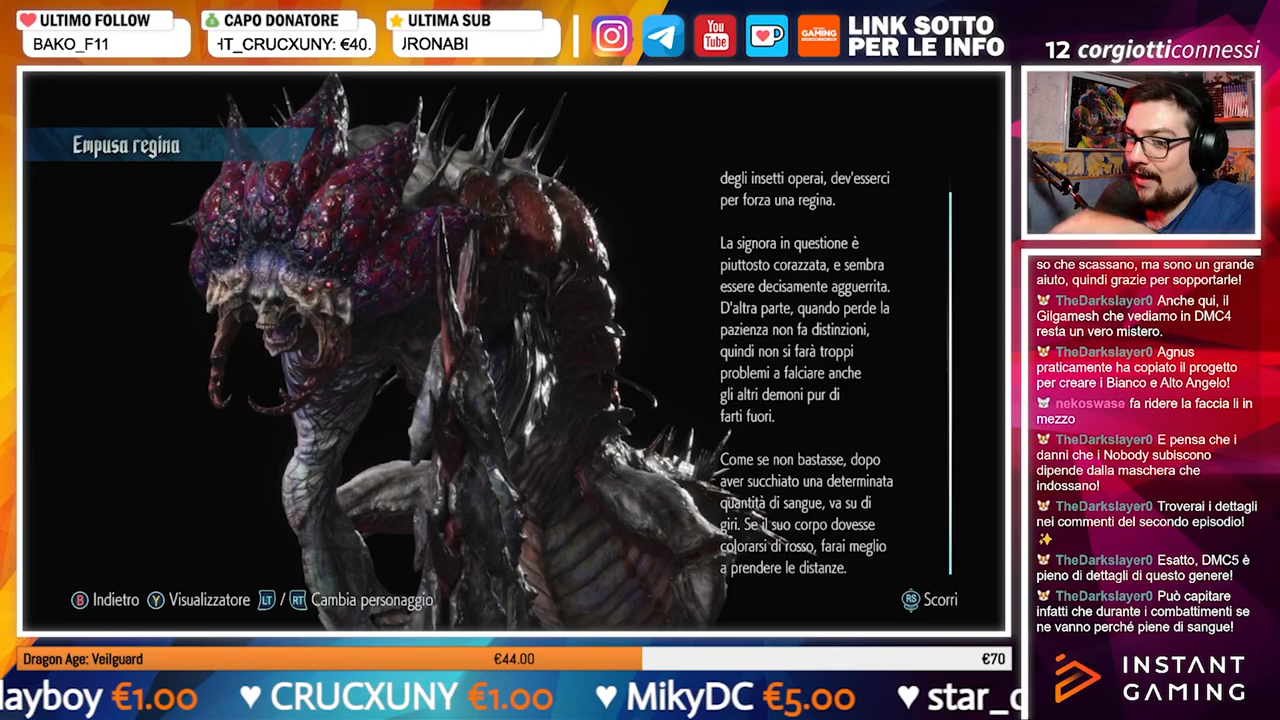 ULTIMO FOLLOW
BAKO_F11
CAPO DONATORE
HT_CRUCXUNY: €40.
ULTIMA SUB
JRONABI
You
Tube
GAMING
LINK SOTTO
PER LE INFO
12 corgiotticonnessi
Empusa regina
degli insetti operai, dev'esserci
per forza una regina.
La signora in questione è
piuttosto corazzata, e sembra
essere decisamente agguerrita.
D'altra parte, quando perde la
pazienza non fa distinzioni,
quindi non si farà troppi
problemi a falciare anche
gli altri demoni pur di
farti fuori.
Come se non bastasse, dopo
aver succhiato una determinata
quantità di sangue, va su di
giri. Se il suo corpo dovesse
colorarsi di rosso, farai meglio
a prendere le distanze.
B Indietro Y Visualizzatore LT / RT Cambia personaggio
RS Scorri
so che scassano, ma sono un grande
aiuto, quindi grazie per sopportarle!
TheDarkslayer0 Anche qui, il
Gilgamesh che vediamo in DMC4
resta un vero mistero.
TheDarkslayer0 Agnus
praticamente ha copiato il progetto
per creare i Bianco e Alto Angelo!
nekoswase fa ridere la faccia li in
mezzo
TheDarkslayer0 E pensa che i
danni che i Nobody subiscono
dipende dalla maschera che
indossano!
TheDarkslayer0 Troverai i dettagli
nei commenti del secondo episodio!
TheDarkslayer0 Esatto, DMC5 è
pieno di dettagli di questo genere!
TheDarkslayer0 Può capitare
infatti che durante i combattimenti se
ne vanno perché piene di sangue!
Dragon Age: Veilguard €44.00 €70
layboy €1.00 ♥ CRUCXUNY €1.00 ♥ MikyDC €5.00 ♥ star_
INSTANT
GAMING